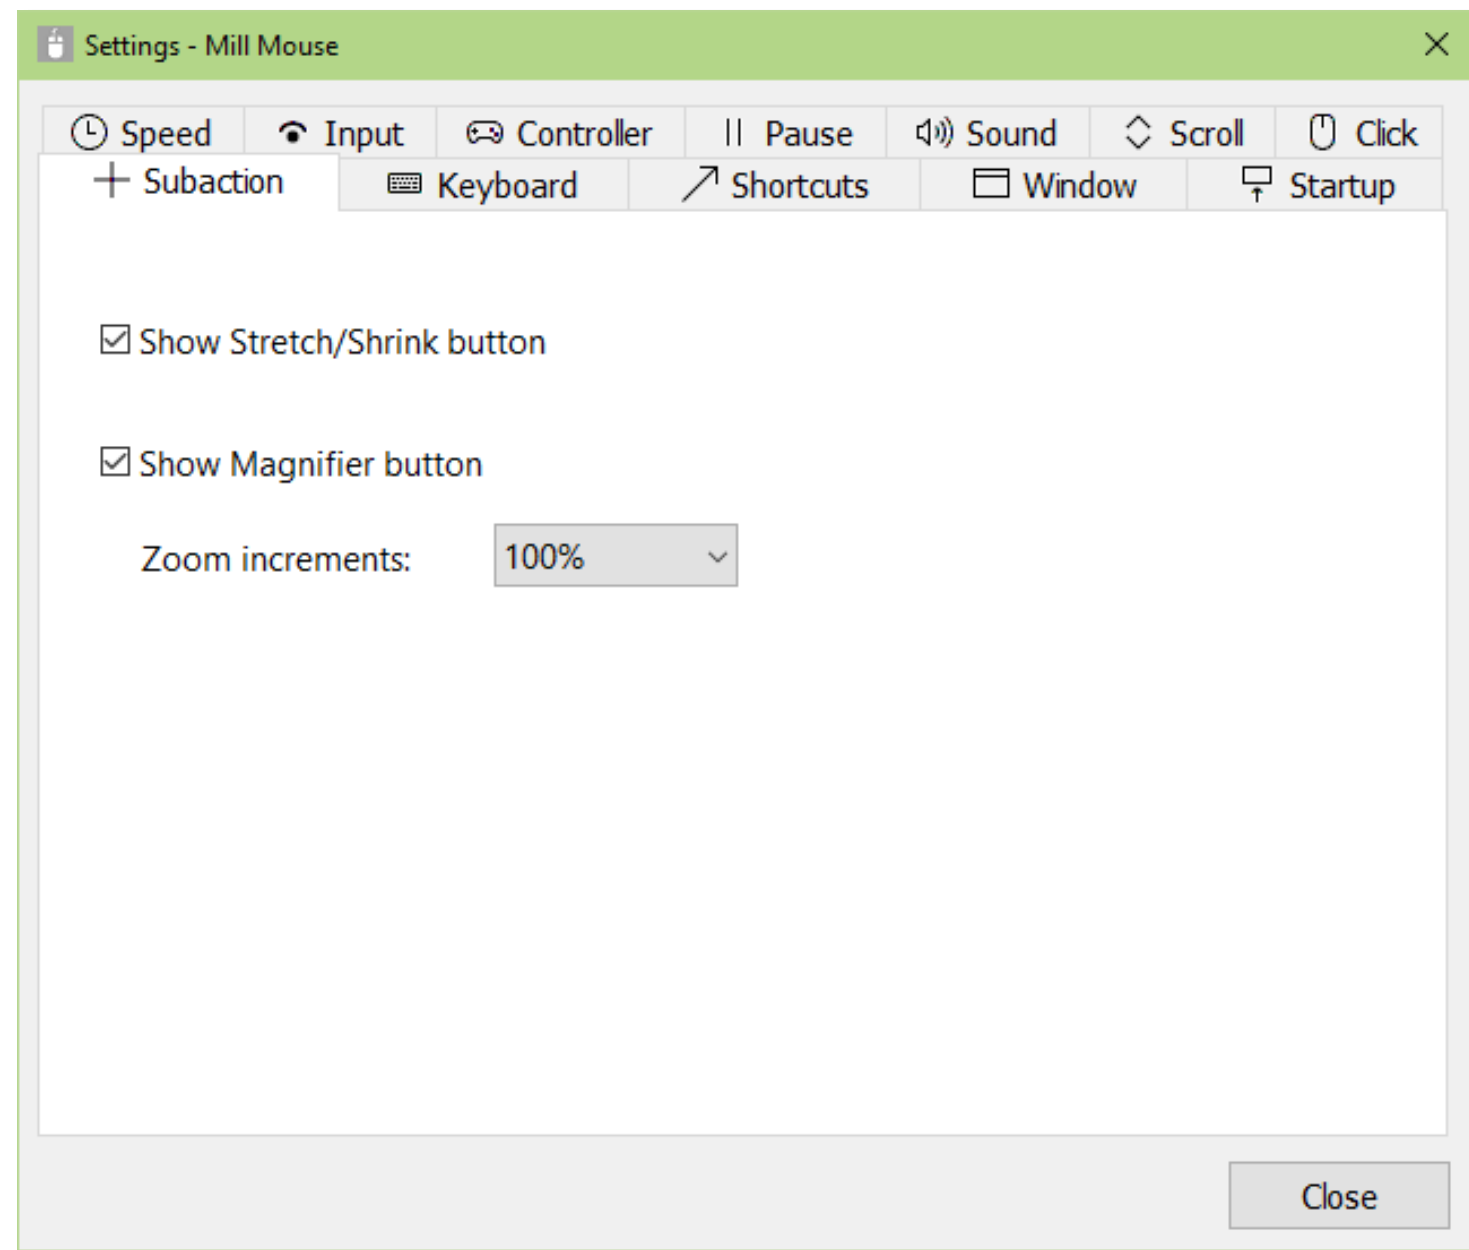 Settings - Mill Mouse
Speed Input Controller Pause Sound Scroll Click
Subaction Keyboard Shortcuts Window Startup
Show Stretch/Shrink button
Show Magnifier button
Zoom increments: 100%
Close